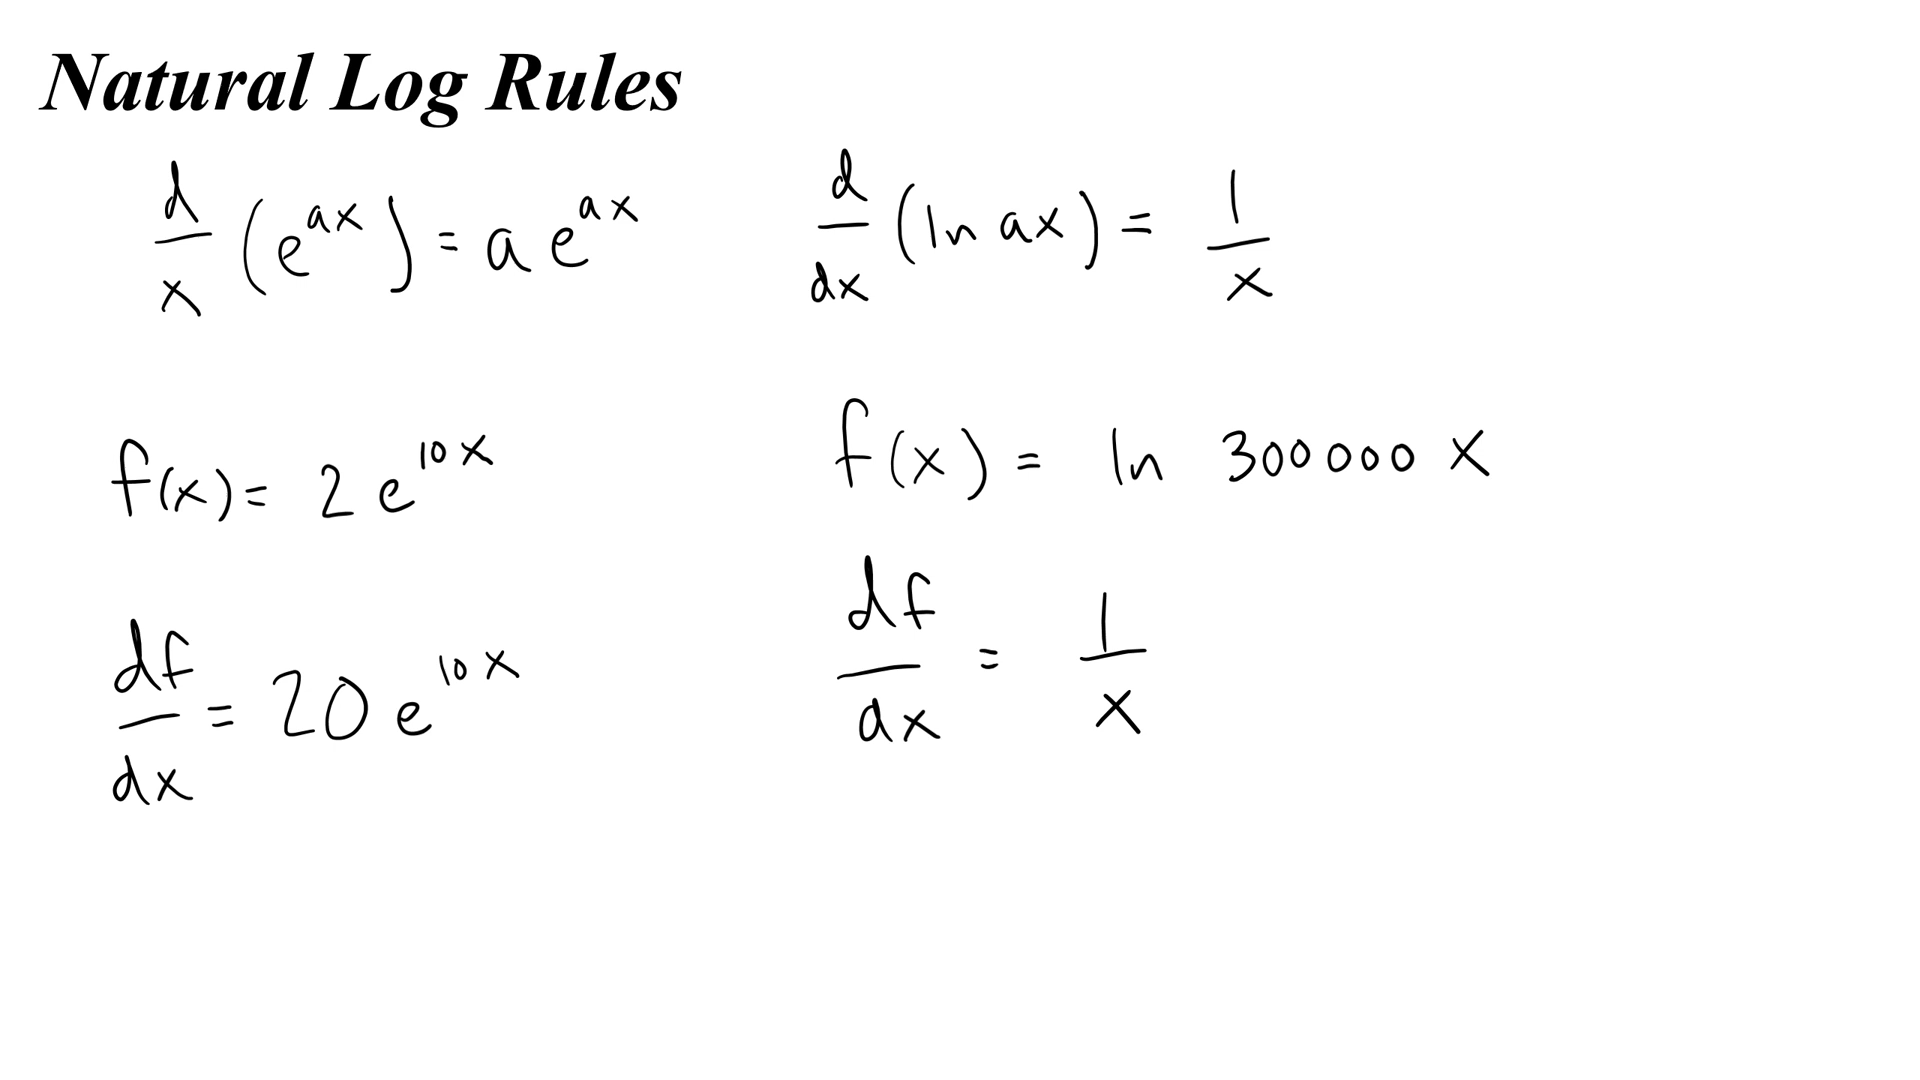 Natural Log Rules
d/x (e^{ax}) = a e^{ax}
f(x) = 2 e^{10x}
df/dx = 20 e^{10x}
d/dx (ln ax) = 1/x
f(x) = ln 300000 x
df/dx = 1/x